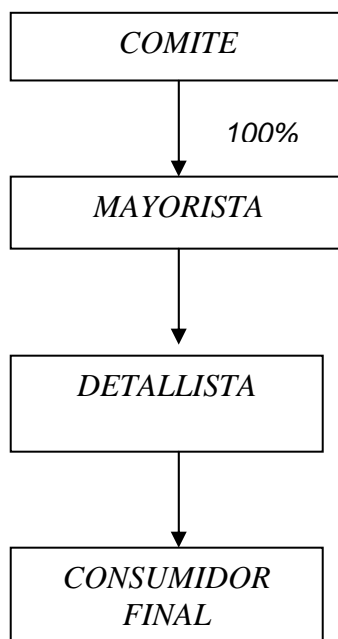 COMITE
100%
MAYORISTA
DETALLISTA
CONSUMIDOR
FINAL